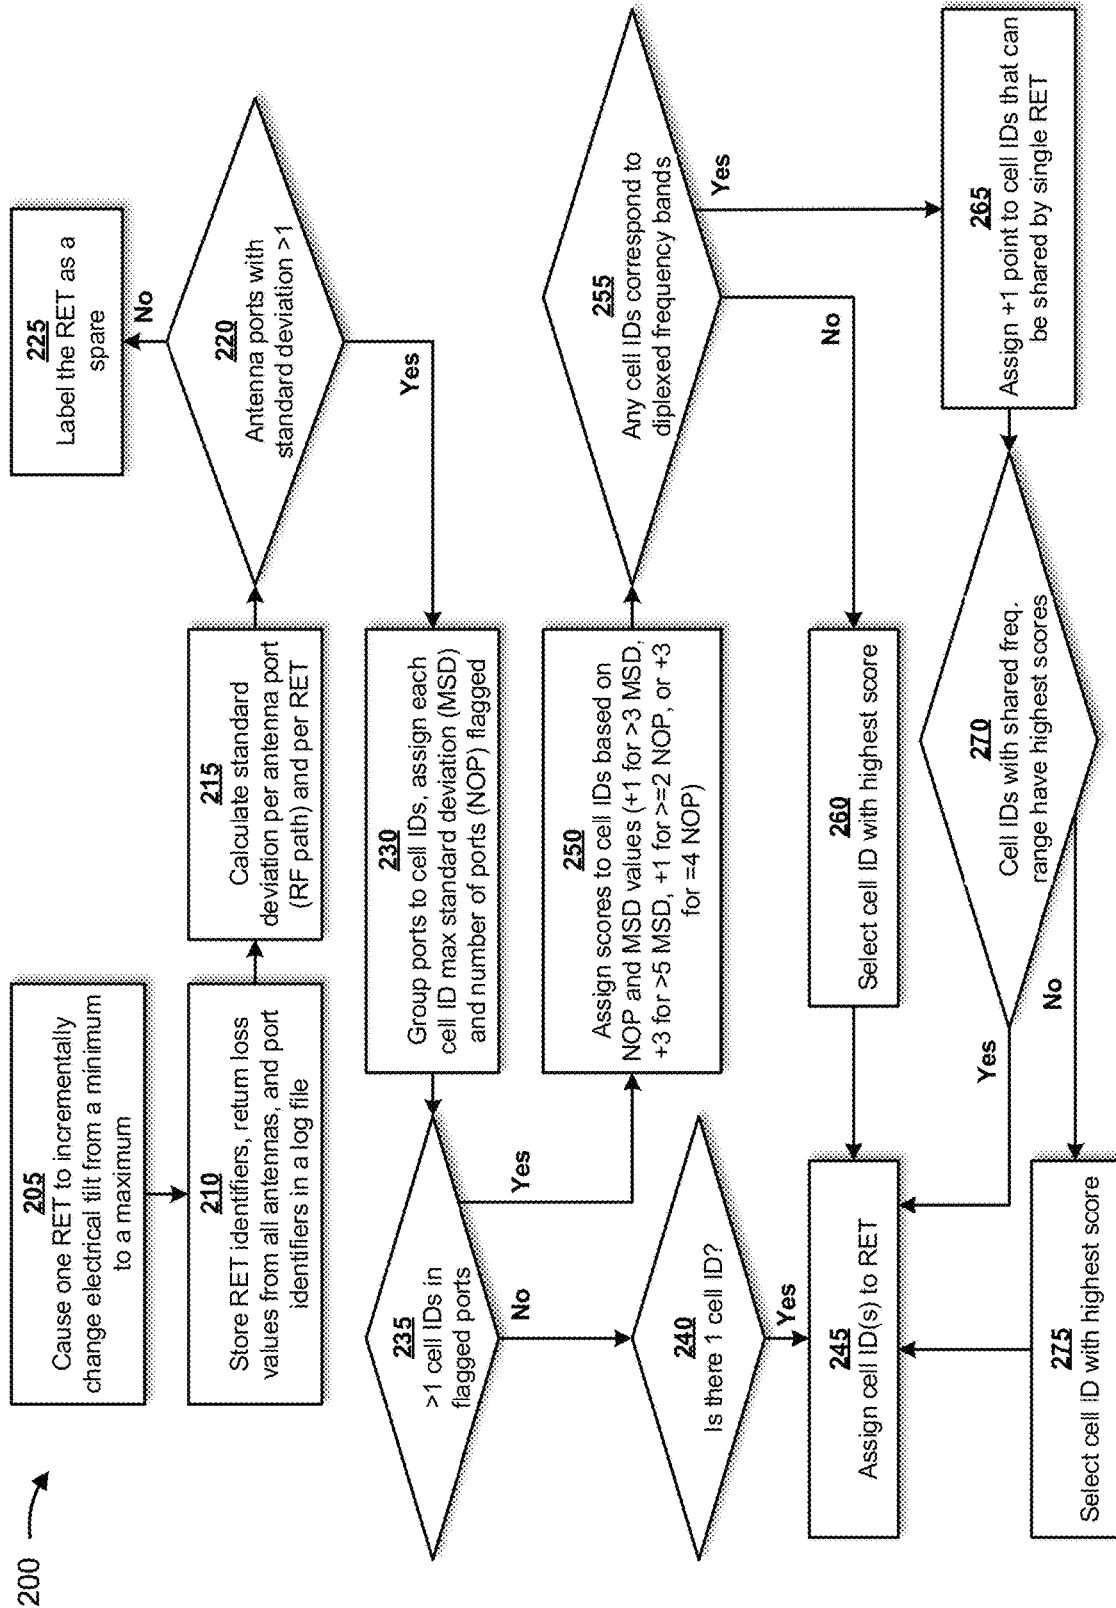 200
205
Cause one RET to incrementally
change electrical tilt from a minimum
to a maximum
210
Store RET identifiers, return loss
values from all antennas, and port
identifiers in a log file
215
Calculate standard
deviation per antenna port
(RF path) and per RET
220
Antenna ports with
standard deviation >1
No
225
Label the RET as a
spare
Yes
230
Group ports to cell IDs, assign each
cell ID max standard deviation (MSD)
and number of ports (NOP) flagged
235
>1 cell IDs in
flagged ports
No
Yes
240
Is there 1 cell ID?
Yes
245
Assign cell ID(s) to RET
250
Assign scores to cell IDs based on
NOP and MSD values (+1 for >3 MSD,
+3 for >5 MSD, +1 for >=2 NOP, or +3
for =4 NOP)
255
Any cell IDs correspond to
diplexed frequency bands
Yes
No
260
Select cell ID with highest score
265
Assign +1 point to cell IDs that can
be shared by single RET
270
Cell IDs with shared freq.
range have highest scores
Yes
No
275
Select cell ID with highest score